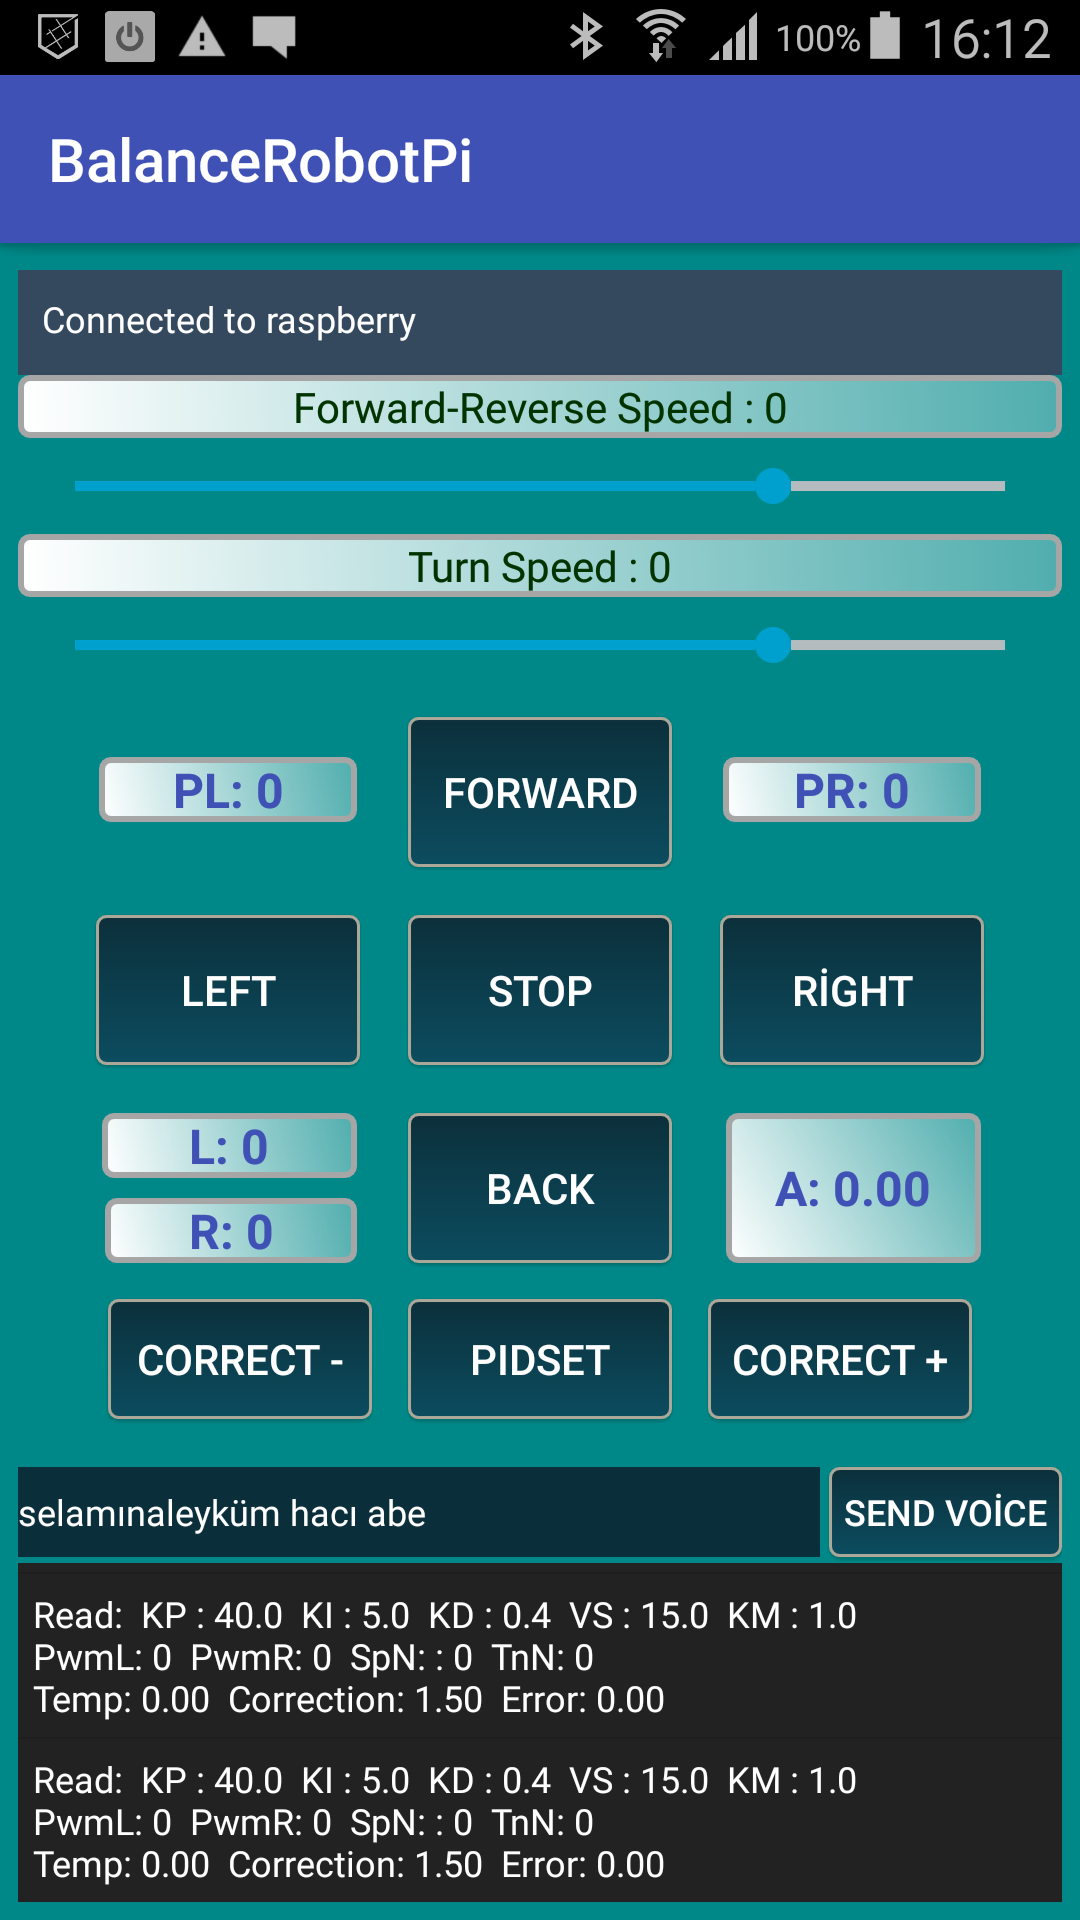 100% 16:12
BalanceRobotPi
Connected to raspberry
Forward-Reverse Speed : 0
Turn Speed : 0
PL: 0 FORWARD PR: 0
LEFT STOP RİGHT
L: 0
R: 0
BACK
A: 0.00
CORRECT - PIDSET CORRECT +
selamınaleyküm hacı abe SEND VOİCE
Read: KP : 40.0 KI : 5.0 KD : 0.4 VS : 15.0 KM : 1.0
PwmL: 0 PwmR: 0 SpN: : 0 TnN: 0
Temp: 0.00 Correction: 1.50 Error: 0.00
Read: KP : 40.0 KI : 5.0 KD : 0.4 VS : 15.0 KM : 1.0
PwmL: 0 PwmR: 0 SpN: : 0 TnN: 0
Temp: 0.00 Correction: 1.50 Error: 0.00